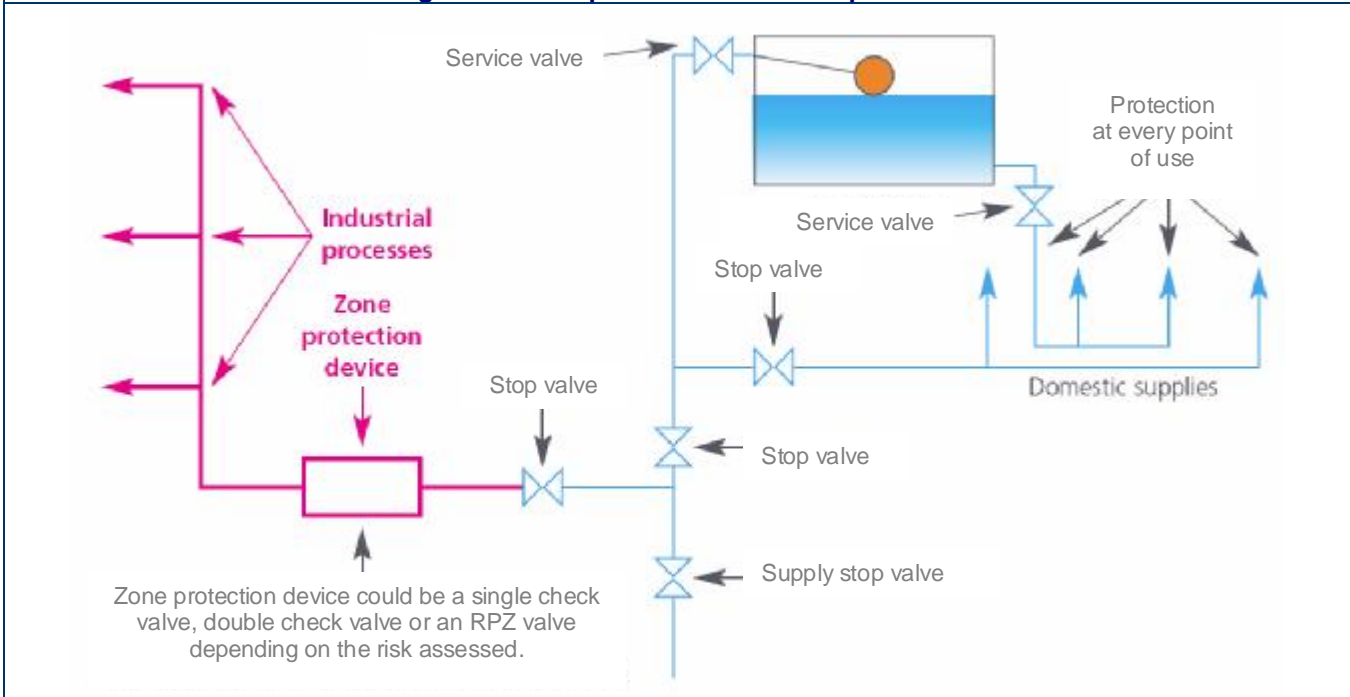 Service valve
Protection
at every point
of use
Industrial
processes
Service valve
Stop valve
Zone
protection
device
Stop valve
Domestic supplies
Stop valve
Supply stop valve
Zone protection device could be a single check
valve, double check valve or an RPZ valve
depending on the risk assessed.